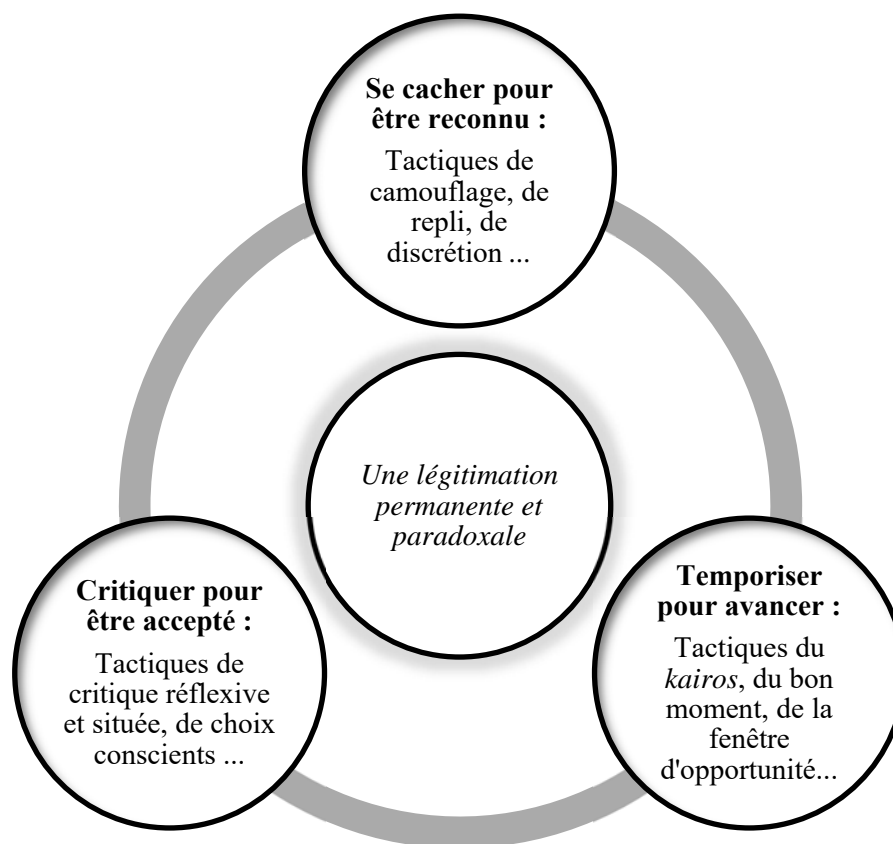 Se cacher pour
être reconnu :
Tactiques de
camouflage, de
repli, de
discrétion ...
Une légitimation
permanente et
paradoxale
Critiquer pour
être accepté :
Tactiques de
critique réflexive
et située, de choix
conscients ...
Temporiser
pour avancer :
Tactiques du
kairos, du bon
moment, de la
fenêtre
d'opportunité...